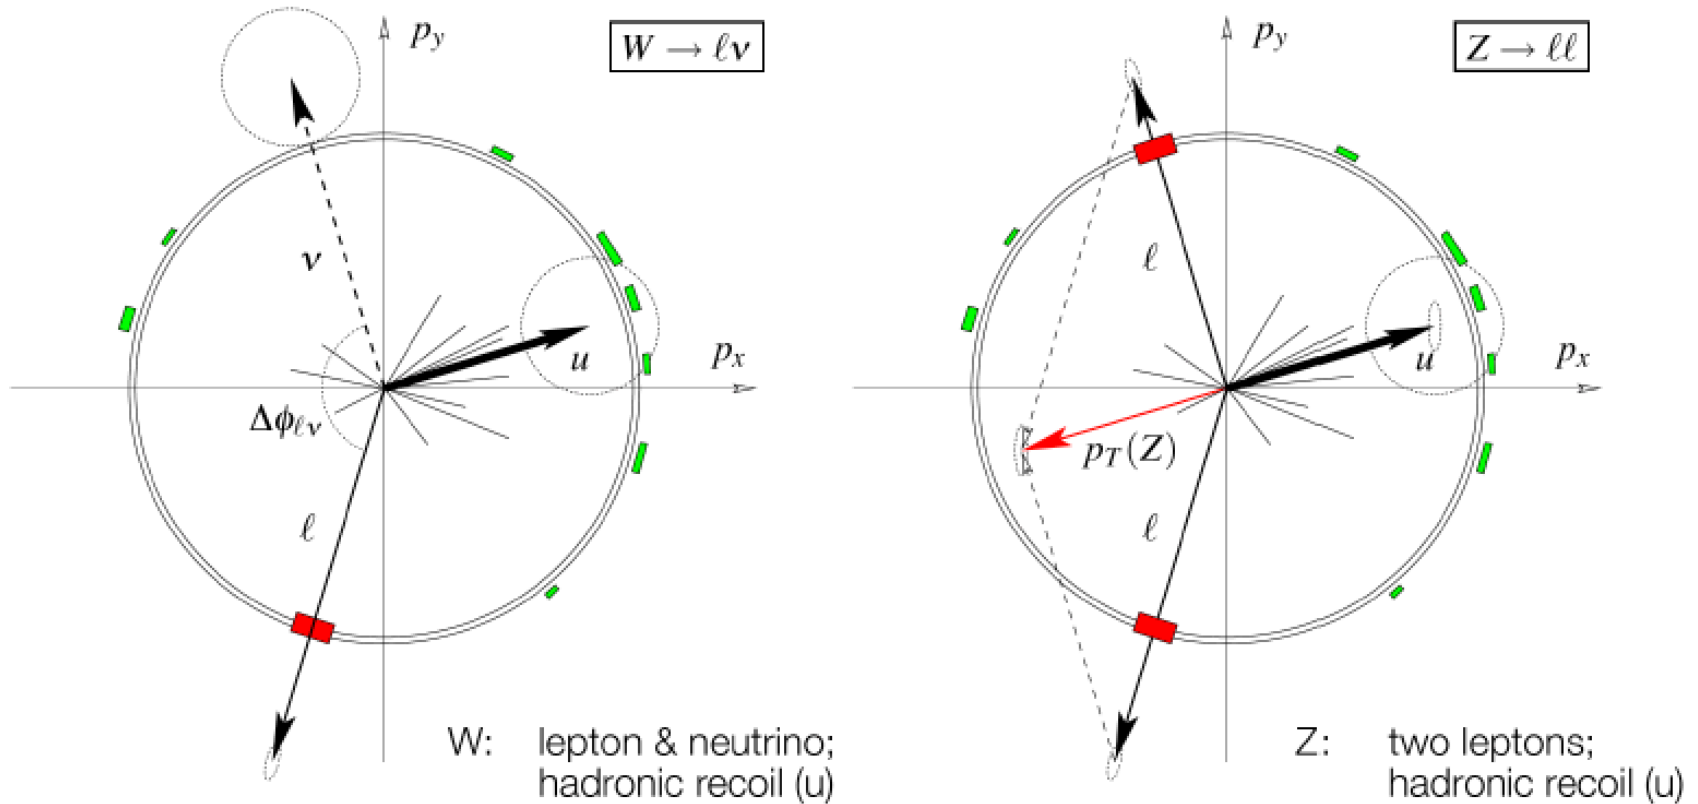 p_y
W → ℓν
ν
u
p_x
Δϕ_ℓν
ℓ
W: lepton & neutrino;
hadronic recoil (u)
p_y
Z → ℓℓ
ℓ
u
p_x
p_T(Z)
ℓ
Z: two leptons;
hadronic recoil (u)